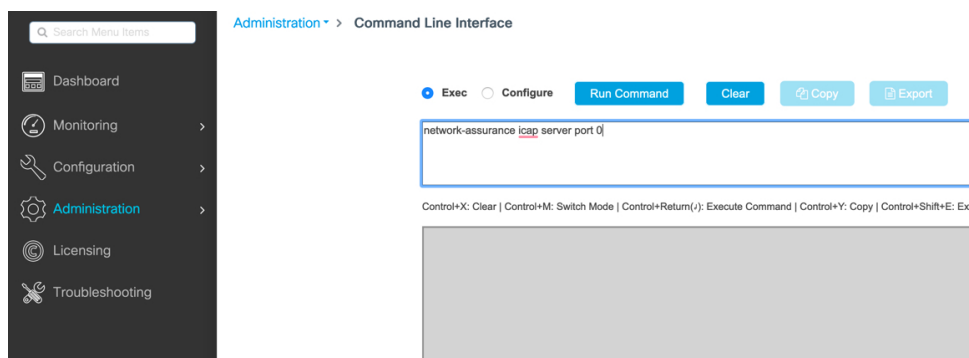 Search Menu Items
Administration > Command Line Interface
Dashboard
Monitoring >
Configuration >
Administration >
Licensing
Troubleshooting
Exec Configure Run Command Clear Copy Export
network-assurance icap server port 0
Control+X: Clear | Control+M: Switch Mode | Control+Return(↲): Execute Command | Control+Y: Copy | Control+Shift+E: Ex